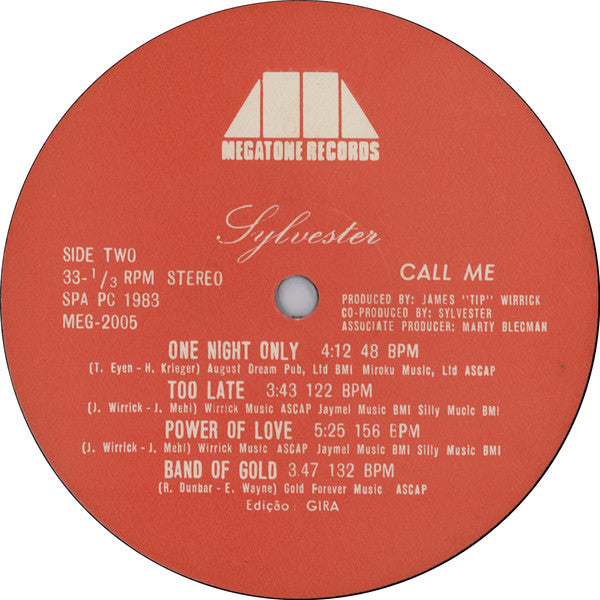 MEGATONE RECORDS
Sylvester
SIDE TWO
33-1/3 RPM STEREO
SPA PC 1983
MEG-2005
CALL ME
PRODUCED BY: JAMES "TIP" WIRRICK
CO-PRODUCED BY: SYLVESTER
ASSOCIATE PRODUCER: MARTY BLECMAN
ONE NIGHT ONLY 4:12 48 BPM
(T. Eyen - H. Krieger) August Dream Pub, Ltd BMI Miroku Music, Ltd ASCAP
TOO LATE 3:43 122 BPM
(J. Wirrick - J. Mehl) Wirrick Music ASCAP Jaymel Music BMI Silly Mucic BMI
POWER OF LOVE 5:25 156 BPM
(J. Wirrick - J. Mehl) Wirrick Music ASCAP Jaymel Music BMI Silly Music BMI
BAND OF GOLD 3.47 132 BPM
(R. Dunbar - E. Wayne) Gold Forever Music ASCAP
Edição. GIRA